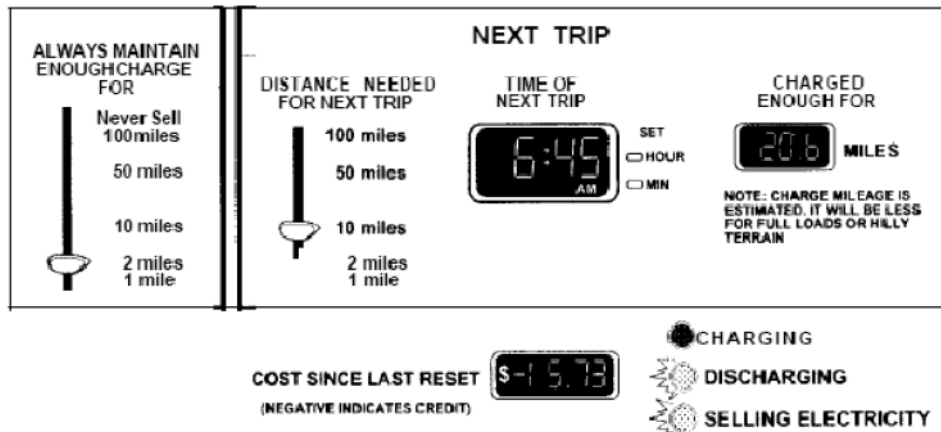 ALWAYS MAINTAIN
ENOUGHCHARGE
FOR
Never Sell
100miles
50 miles
10 miles
2 miles
1 mile
NEXT TRIP
DISTANCE NEEDED
FOR NEXT TRIP
100 miles
50 miles
10 miles
2 miles
1 mile
TIME OF
NEXT TRIP
6:45
AM
SET
HOUR
MIN
CHARGED
ENOUGH FOR
20.6 MILES
NOTE: CHARGE MILEAGE IS
ESTIMATED. IT WILL BE LESS
FOR FULL LOADS OR HILLY
TERRAIN
COST SINCE LAST RESET $-15.73
(NEGATIVE INDICATES CREDIT)
CHARGING
DISCHARGING
SELLING ELECTRICITY